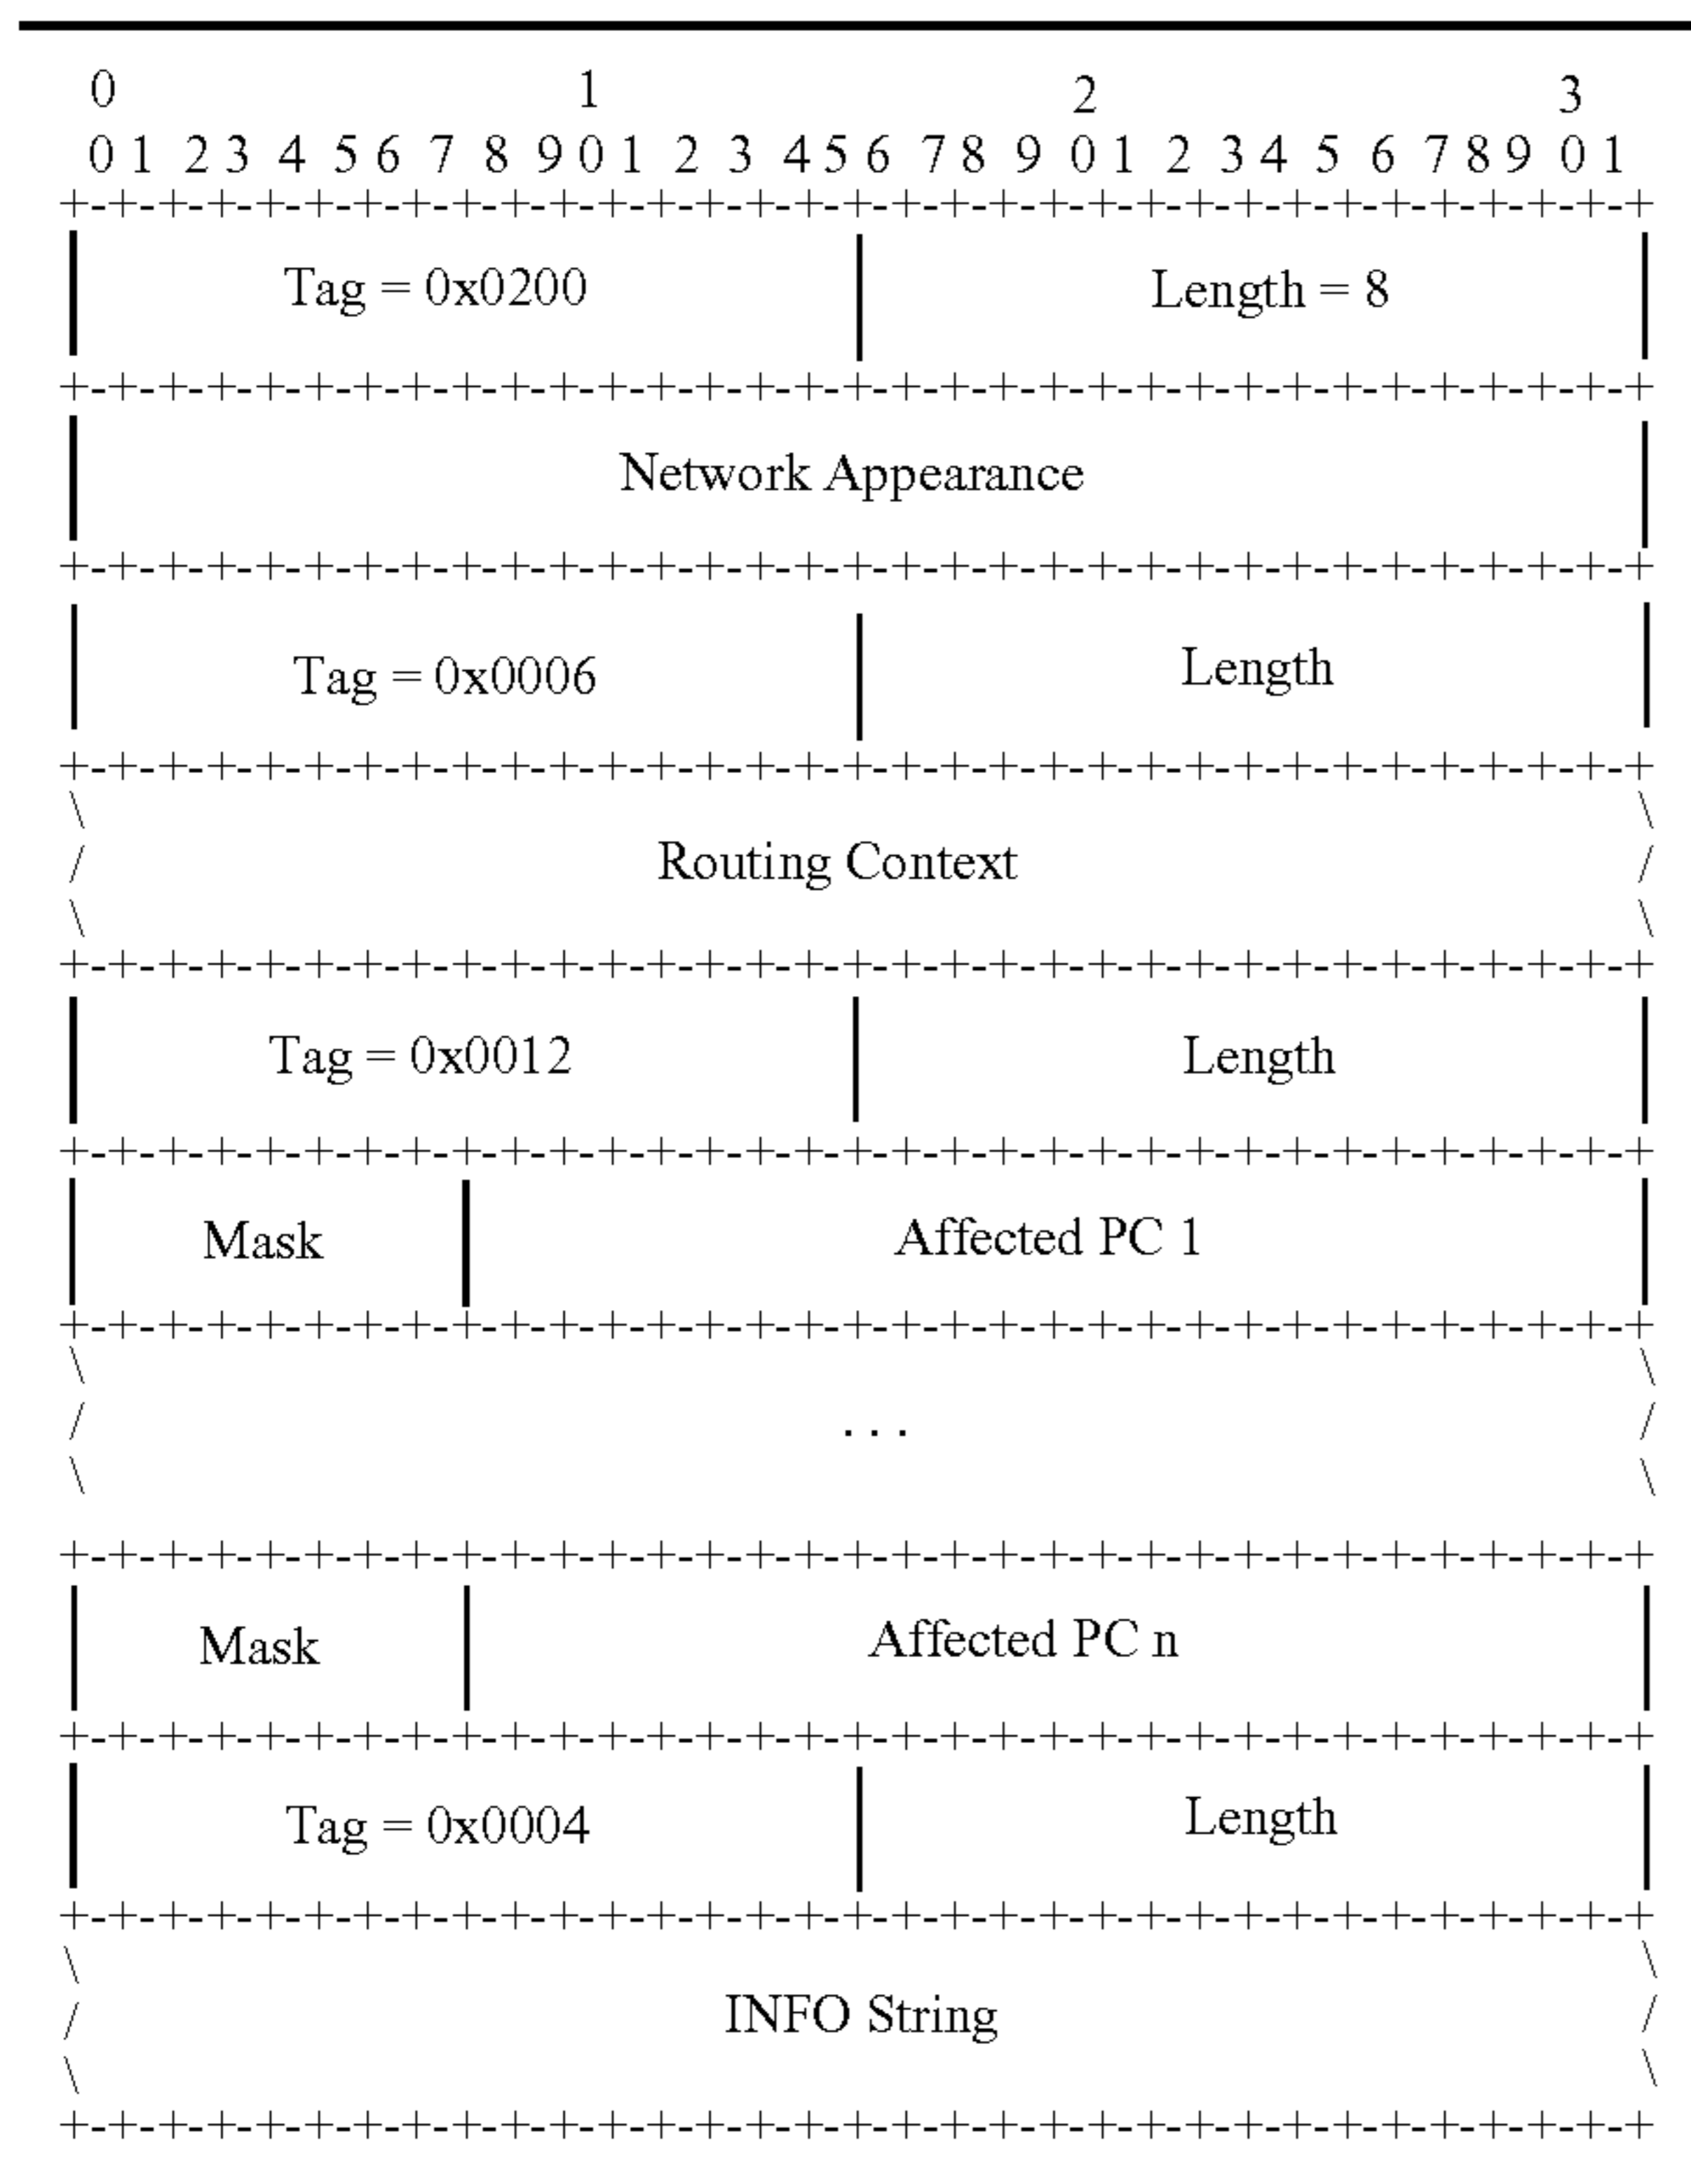 0 1 2 3
0 1 2 3 4 5 6 7 8 9 0 1 2 3 4 5 6 7 8 9 0 1 2 3 4 5 6 7 8 9 0 1
+-+-+-+-+-+-+-+-+-+-+-+-+-+-+-+-+-+-+-+-+-+-+-+-+-+-+-+-+-+-+-+-+
| Tag = 0x0200 | Length = 8 |
+-+-+-+-+-+-+-+-+-+-+-+-+-+-+-+-+-+-+-+-+-+-+-+-+-+-+-+-+-+-+-+-+
| Network Appearance |
+-+-+-+-+-+-+-+-+-+-+-+-+-+-+-+-+-+-+-+-+-+-+-+-+-+-+-+-+-+-+-+-+
| Tag = 0x0006 | Length |
+-+-+-+-+-+-+-+-+-+-+-+-+-+-+-+-+-+-+-+-+-+-+-+-+-+-+-+-+-+-+-+-+
\ \
/ Routing Context /
\ \
+-+-+-+-+-+-+-+-+-+-+-+-+-+-+-+-+-+-+-+-+-+-+-+-+-+-+-+-+-+-+-+-+
| Tag = 0x0012 | Length |
+-+-+-+-+-+-+-+-+-+-+-+-+-+-+-+-+-+-+-+-+-+-+-+-+-+-+-+-+-+-+-+-+
| Mask | Affected PC 1 |
+-+-+-+-+-+-+-+-+-+-+-+-+-+-+-+-+-+-+-+-+-+-+-+-+-+-+-+-+-+-+-+-+
\ \
/ ... /
\ \
+-+-+-+-+-+-+-+-+-+-+-+-+-+-+-+-+-+-+-+-+-+-+-+-+-+-+-+-+-+-+-+-+
| Mask | Affected PC n |
+-+-+-+-+-+-+-+-+-+-+-+-+-+-+-+-+-+-+-+-+-+-+-+-+-+-+-+-+-+-+-+-+
| Tag = 0x0004 | Length |
+-+-+-+-+-+-+-+-+-+-+-+-+-+-+-+-+-+-+-+-+-+-+-+-+-+-+-+-+-+-+-+-+
\ \
/ INFO String /
\ \
+-+-+-+-+-+-+-+-+-+-+-+-+-+-+-+-+-+-+-+-+-+-+-+-+-+-+-+-+-+-+-+-+